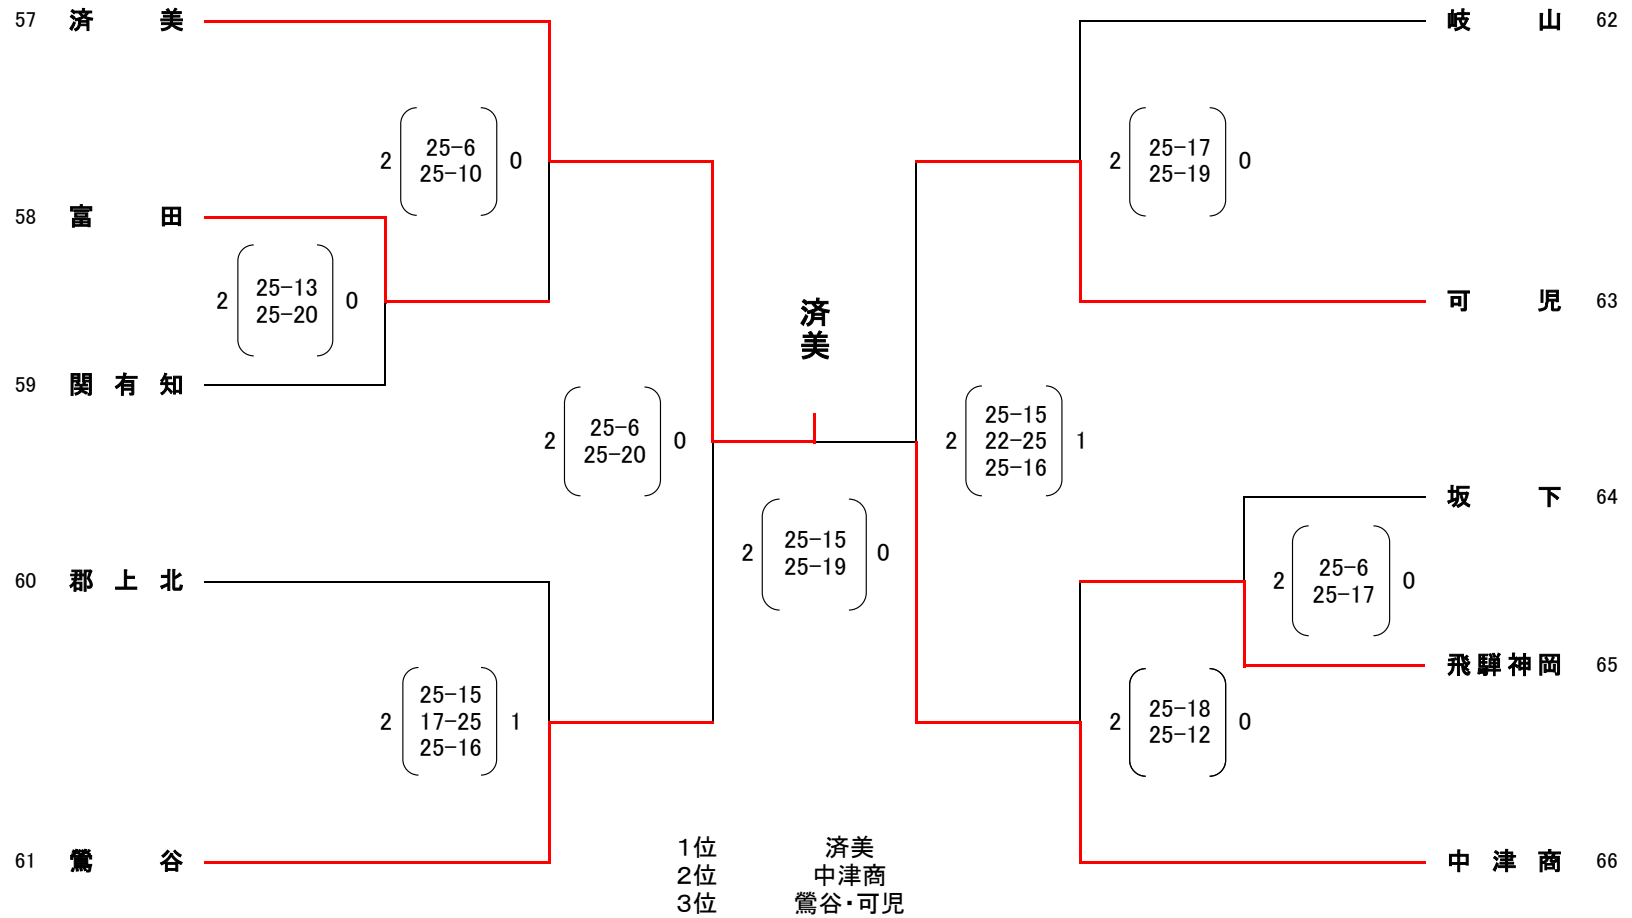 57 済美
岐山 62
2 25-6 0
25-10
2 25-17 0
25-19
58 富田
2 25-13 0
25-20
可児 63
済美
59 関有知
2 25-6 0
25-20
2 25-15 1
22-25
25-16
坂下 64
2 25-15 0
25-19
60 郡上北
2 25-6 0
25-17
飛騨神岡 65
2 25-15 1
17-25
25-16
2 25-18 0
25-12
61 鶯谷
中津商 66
1位 済美
2位 中津商
3位 鶯谷・可児